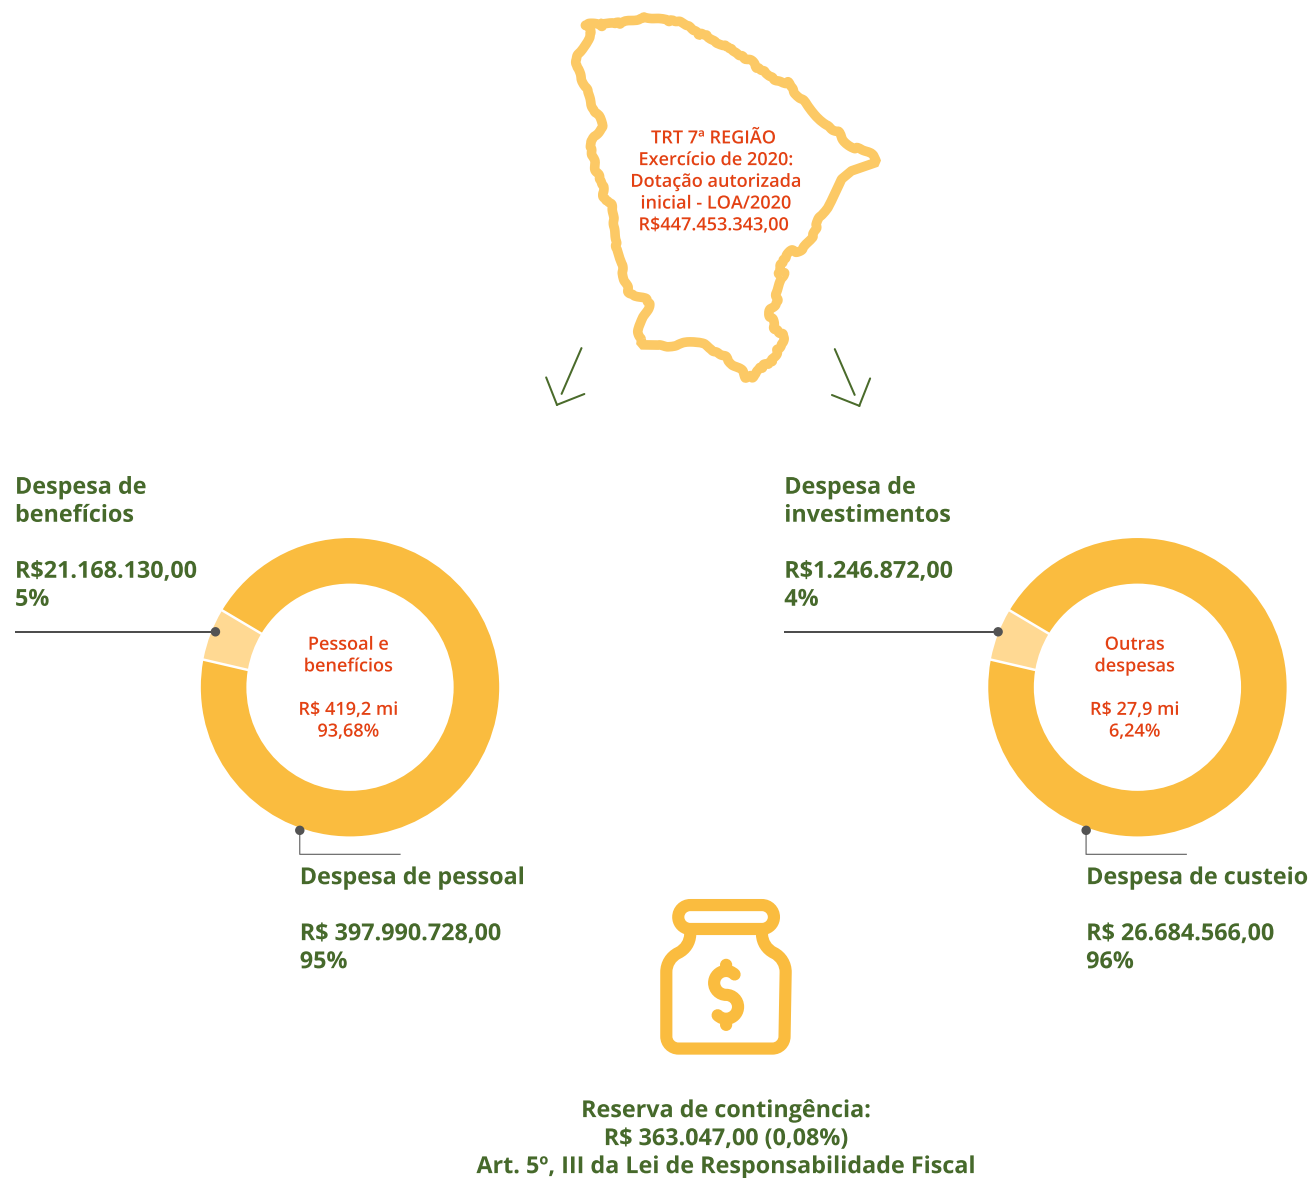 TRT 7ª REGIÃO
Exercício de 2020:
Dotação autorizada
inicial - LOA/2020
R$447.453.343,00
Despesa de
benefícios
R$21.168.130,00
5%
Pessoal e
benefícios
R$ 419,2 mi
93,68%
Despesa de pessoal
R$ 397.990.728,00
95%
Despesa de
investimentos
R$1.246.872,00
4%
Outras
despesas
R$ 27,9 mi
6,24%
Despesa de custeio
R$ 26.684.566,00
96%
$
Reserva de contingência:
R$ 363.047,00 (0,08%)
Art. 5º, III da Lei de Responsabilidade Fiscal